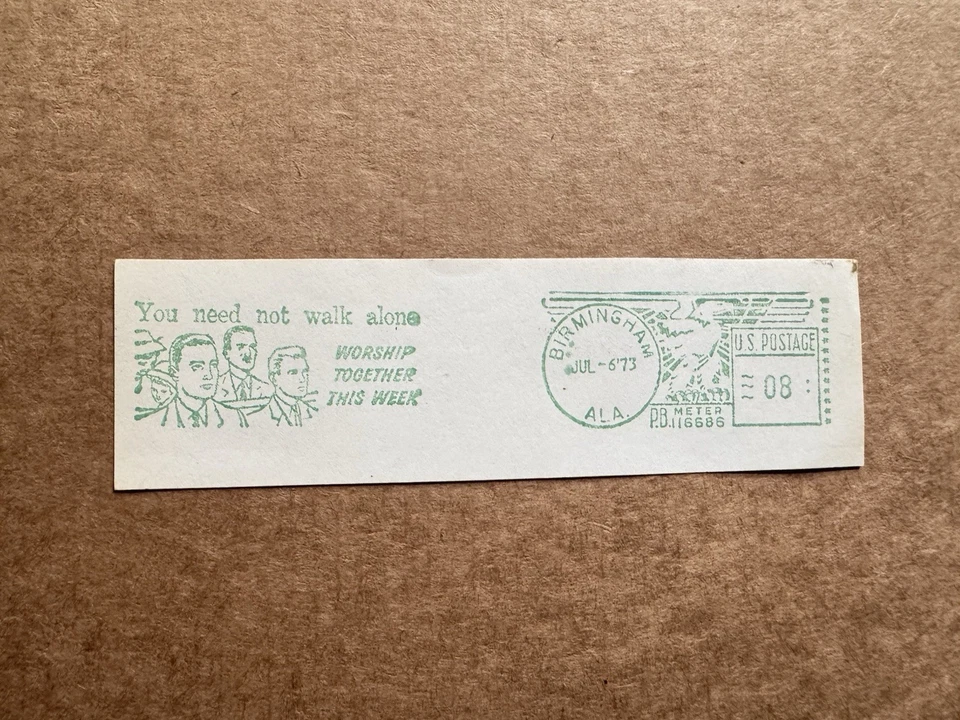 You need not walk alone
WORSHIP
TOGETHER
THIS WEEK
BIRMINGHAM
JUL -6'73
ALA.
P.B. METER
116686
U.S. POSTAGE
08